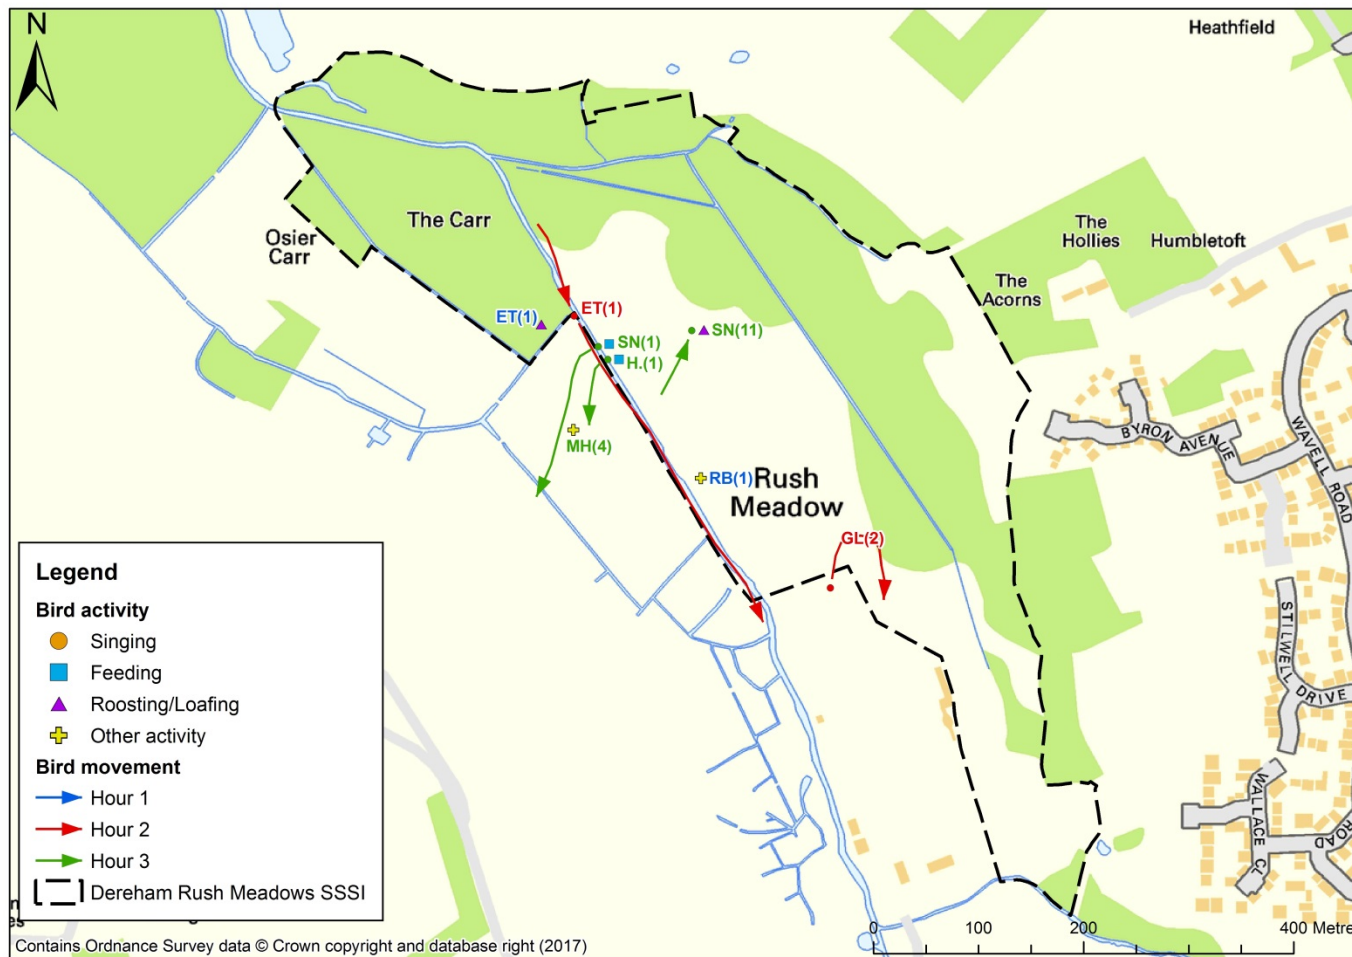 N
Heathfield
The Carr
Osier
Carr
The
Hollies
Humbletoft
The
Acorns
ET(1)
ET(1)
SN(1)
H.(1)
SN(11)
MH(4)
RB(1)
Rush
Meadow
GL(2)
BYRON AVENUE
WAVELL ROAD
STILWELL DRIVE
WALLACE CL
ROAD
Legend
Bird activity
Singing
Feeding
Roosting/Loafing
Other activity
Bird movement
Hour 1
Hour 2
Hour 3
Dereham Rush Meadows SSSI
Contains Ordnance Survey data © Crown copyright and database right (2017)
0 100 200 400 Metre